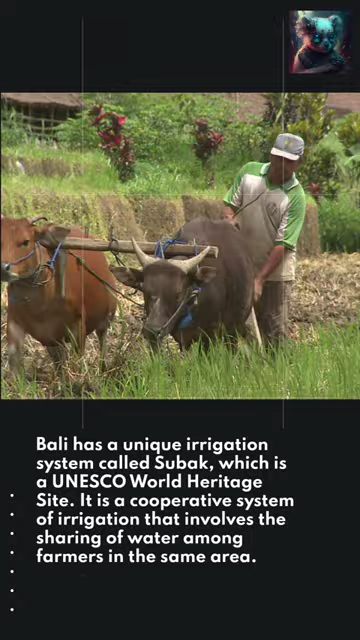 Bali has a unique irrigation
system called Subak, which is
a UNESCO World Heritage
Site. It is a cooperative system
of irrigation that involves the
sharing of water among
farmers in the same area.